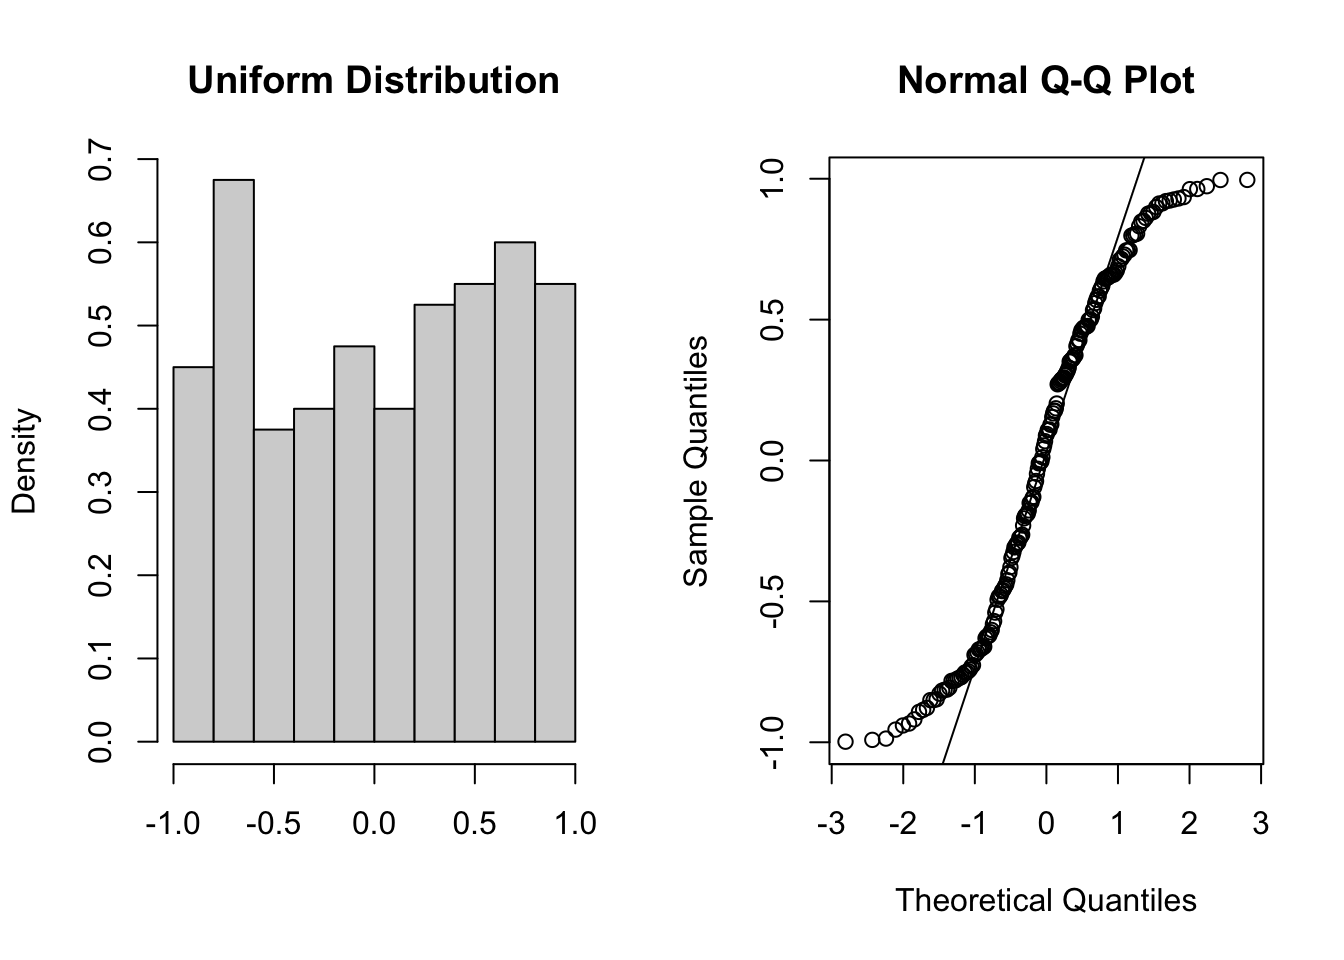 Uniform Distribution
Density
0.7
0.6
0.5
0.4
0.3
0.2
0.1
0.0
-1.0 -0.5 0.0 0.5 1.0
Normal Q-Q Plot
Sample Quantiles
1.0
0.5
0.0
-0.5
-1.0
-3 -2 -1 0 1 2 3
Theoretical Quantiles